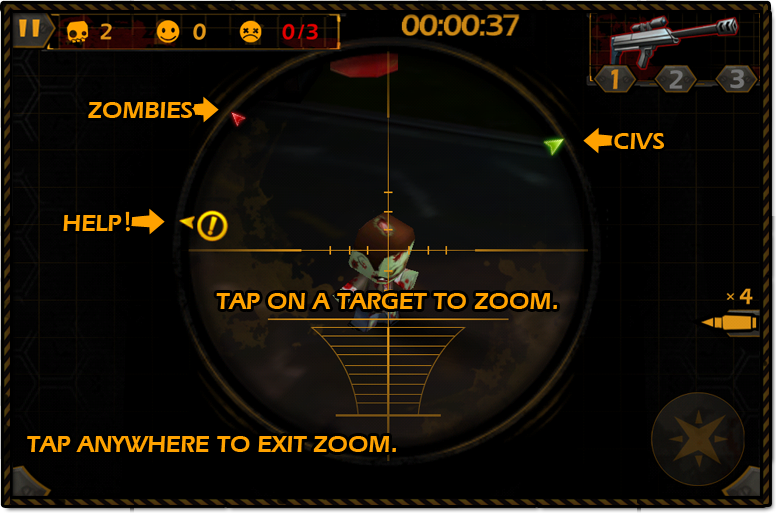 2 0 0/3 00:00:37
1 2 3
ZOMBIES
CIVS
HELP!
TAP ON A TARGET TO ZOOM.
×4
TAP ANYWHERE TO EXIT ZOOM.